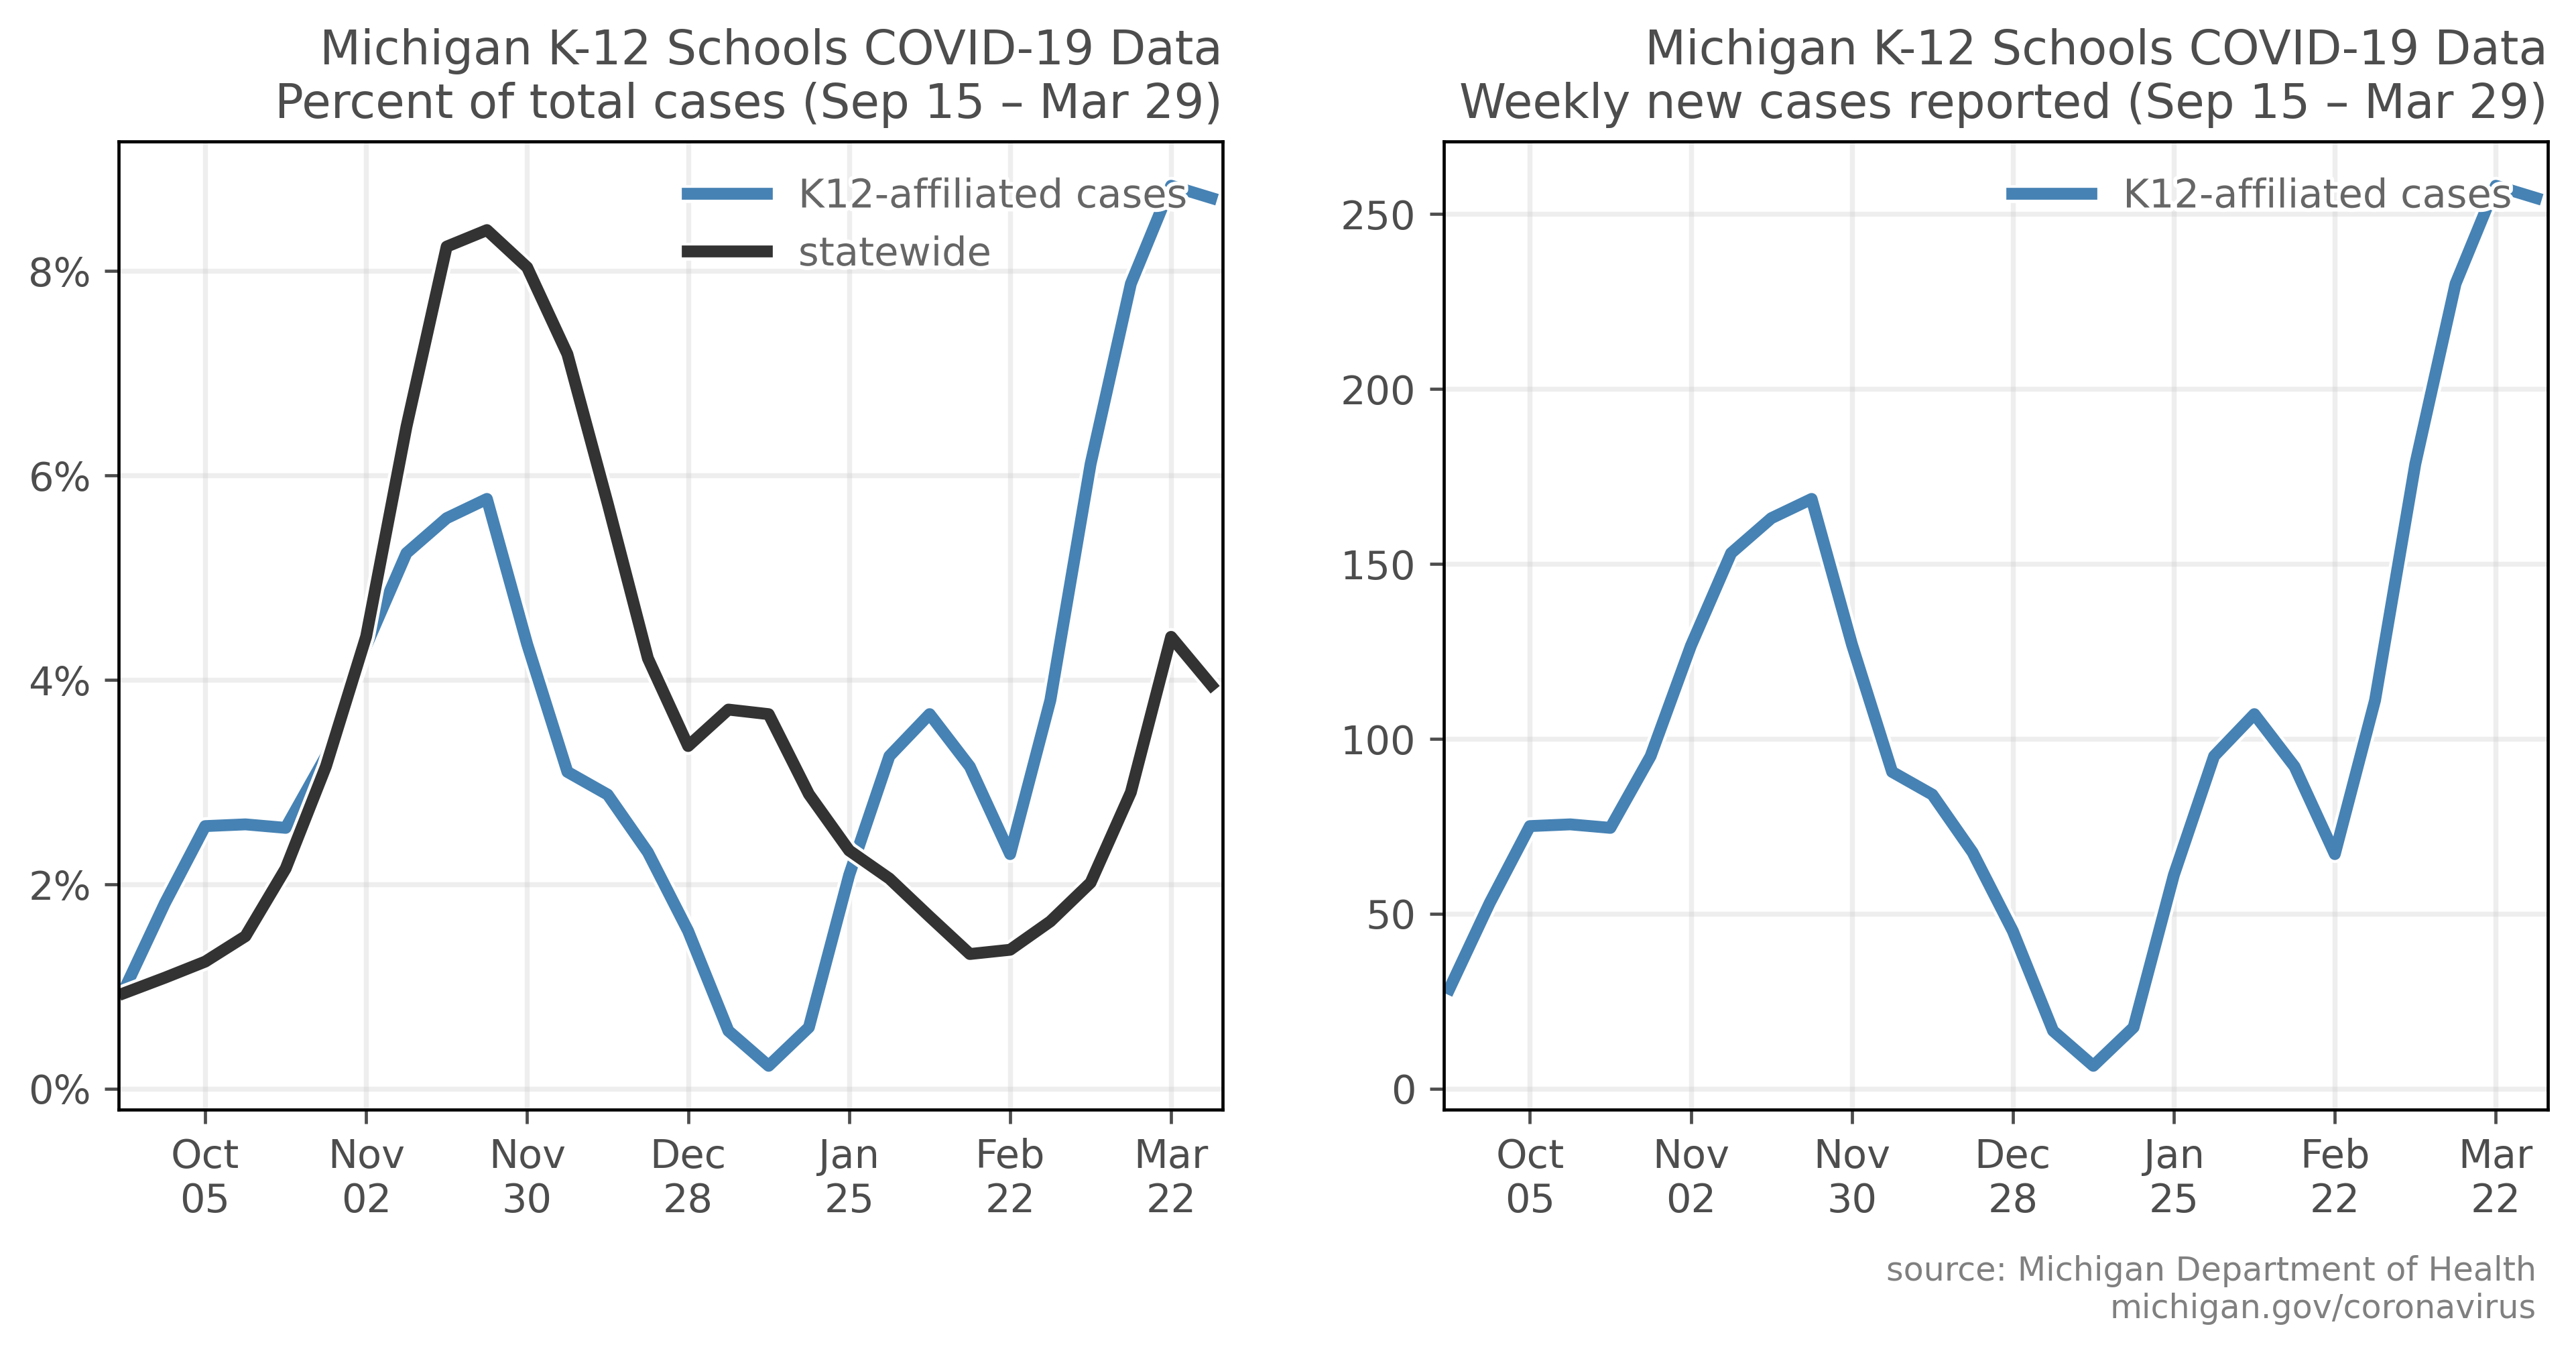 Michigan K-12 Schools COVID-19 Data
Percent of total cases (Sep 15 – Mar 29)
K12-affiliated cases
statewide
8%
6%
4%
2%
0%
Oct
05
Nov
02
Nov
30
Dec
28
Jan
25
Feb
22
Mar
22
Michigan K-12 Schools COVID-19 Data
Weekly new cases reported (Sep 15 – Mar 29)
K12-affiliated cases
250
200
150
100
50
0
Oct
05
Nov
02
Nov
30
Dec
28
Jan
25
Feb
22
Mar
22
source: Michigan Department of Health
michigan.gov/coronavirus